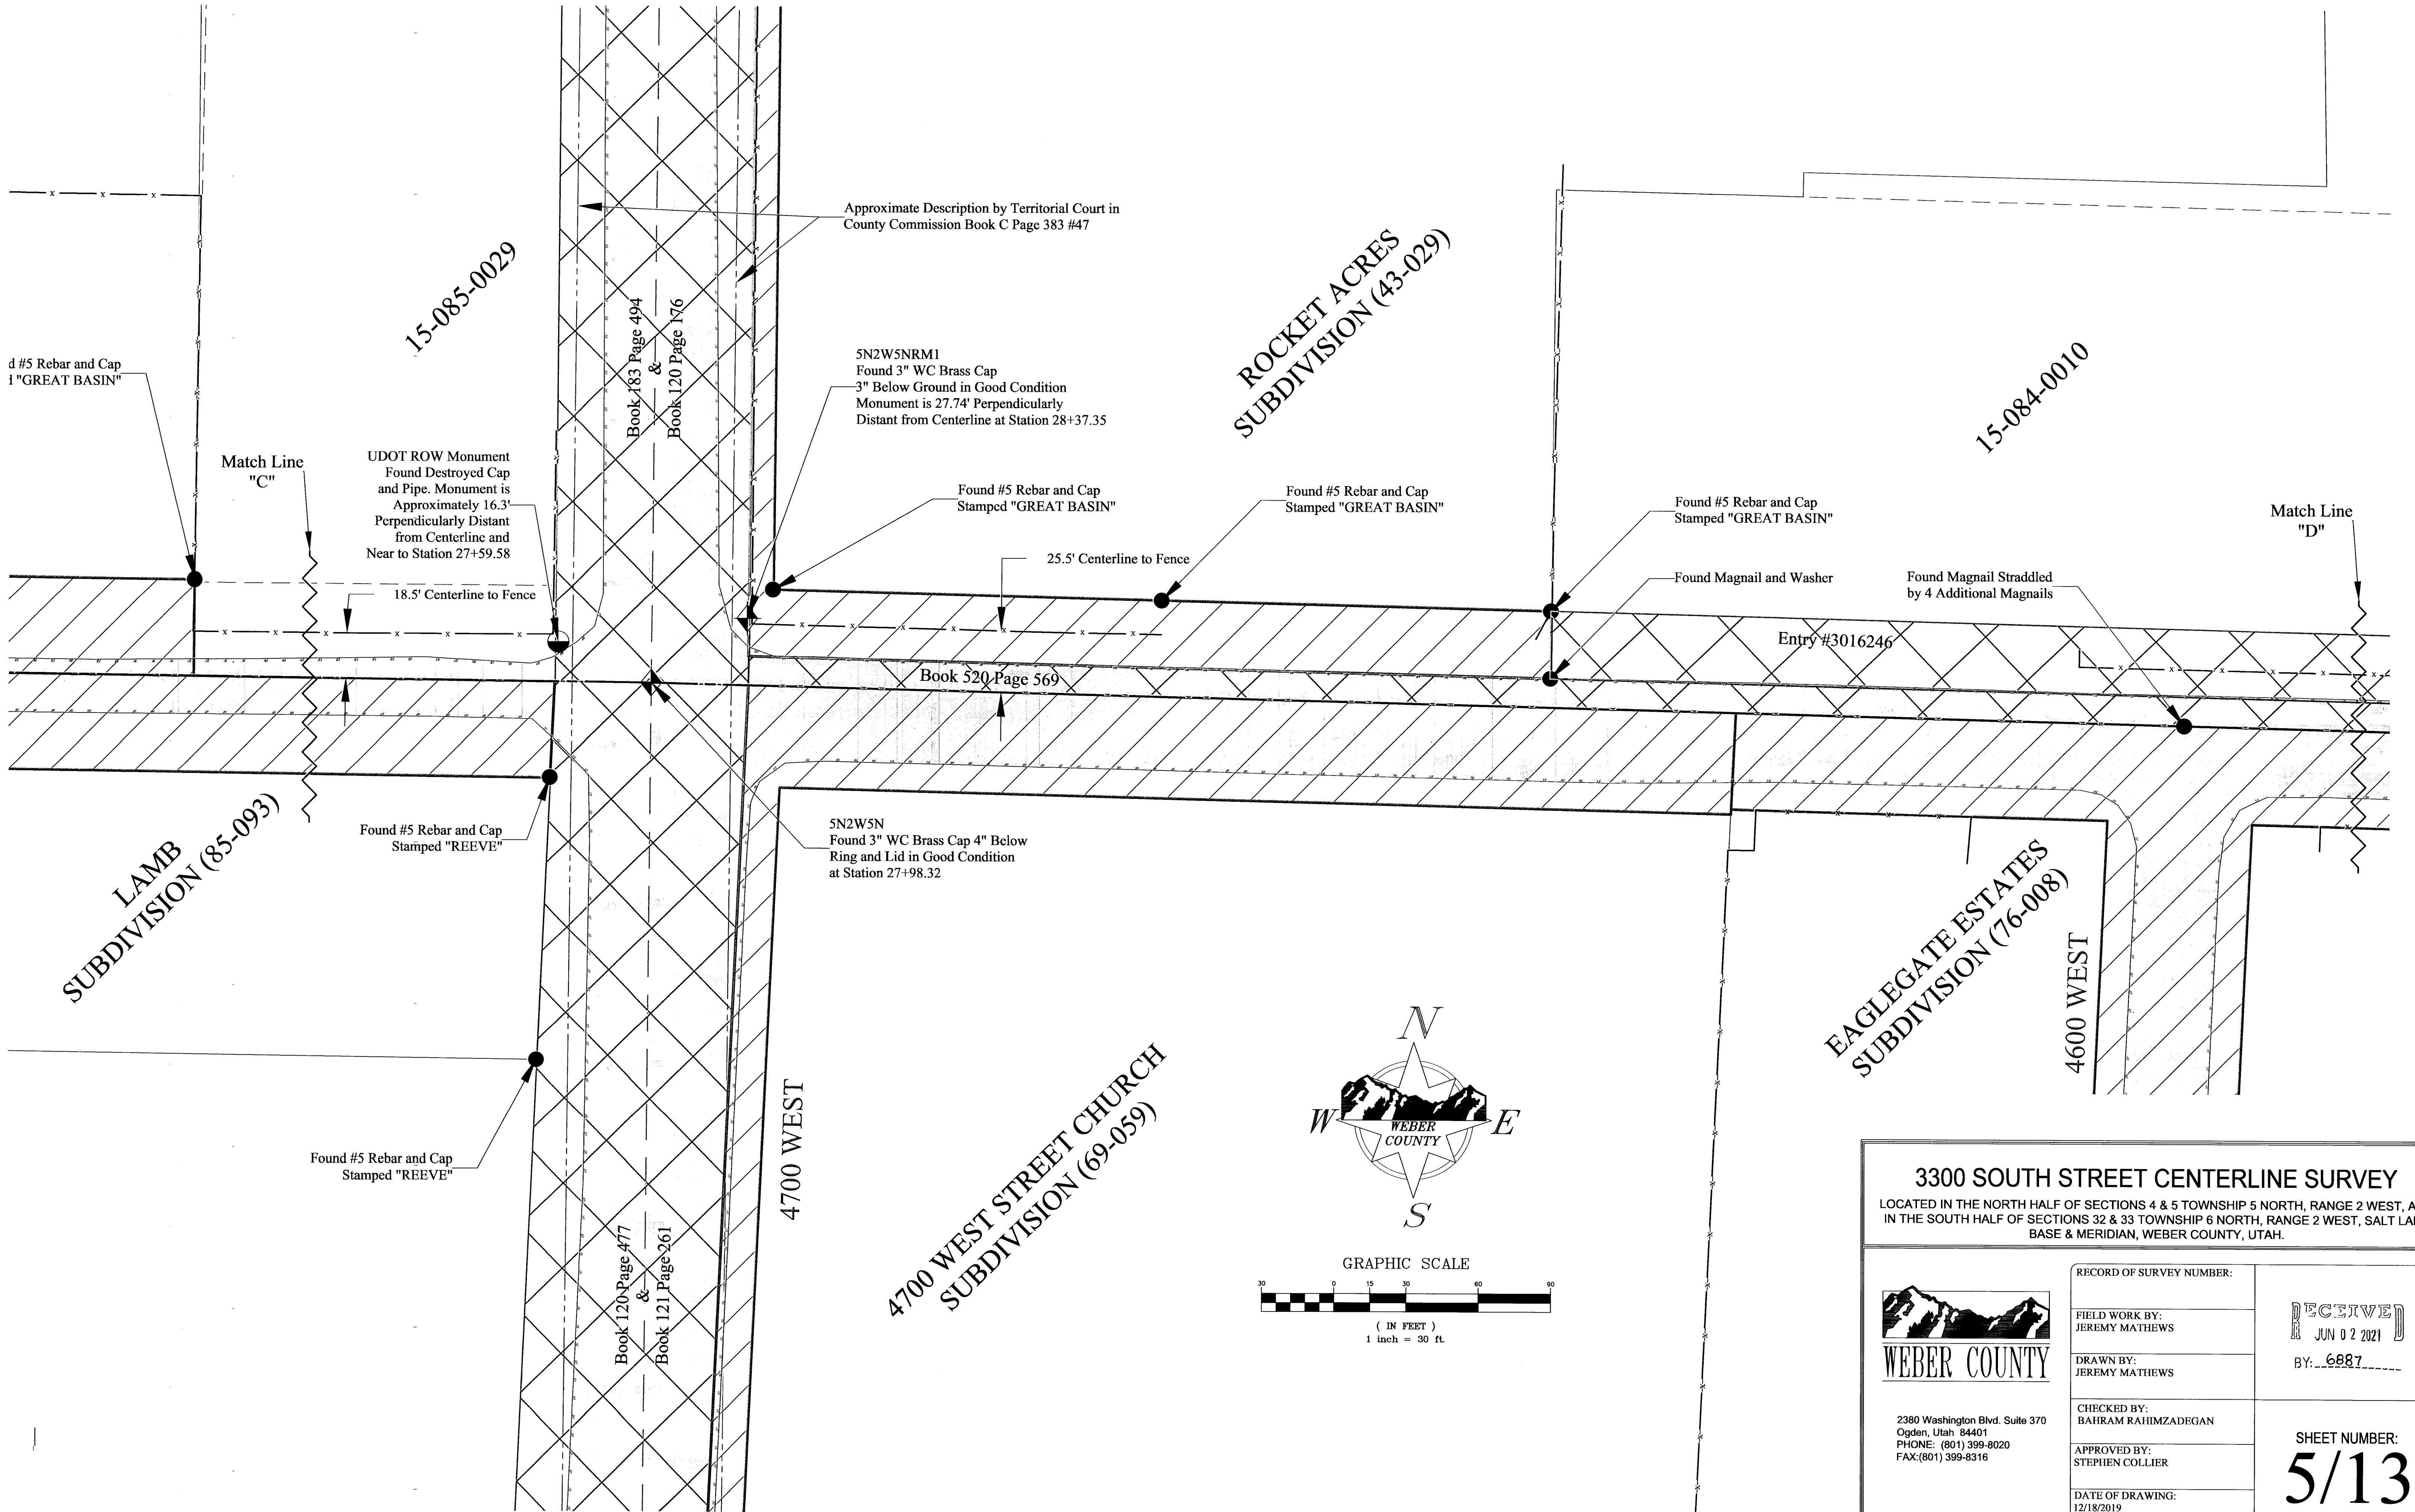 Approximate Description by Territorial Court in
County Commission Book C Page 383 #47
15-085-0029
ROCKET ACRES
SUBDIVISION (43-029)
15-084-0010
Book 183 Page 494
&
Book 120 Page 176
d #5 Rebar and Cap
"GREAT BASIN"
5N2W5NRM1
Found 3" WC Brass Cap
3" Below Ground in Good Condition
Monument is 27.74' Perpendicularly
Distant from Centerline at Station 28+37.35
Match Line
"C"
UDOT ROW Monument
Found Destroyed Cap
and Pipe. Monument is
Approximately 16.3'
Perpendicularly Distant
from Centerline and
Near to Station 27+59.58
Found #5 Rebar and Cap
Stamped "GREAT BASIN"
Found #5 Rebar and Cap
Stamped "GREAT BASIN"
Found #5 Rebar and Cap
Stamped "GREAT BASIN"
Match Line
"D"
25.5' Centerline to Fence
Found Magnail and Washer
Found Magnail Straddled
by 4 Additional Magnails
18.5' Centerline to Fence
Entry #3016246
Book 520 Page 569
5N2W5N
Found 3" WC Brass Cap 4" Below
Ring and Lid in Good Condition
at Station 27+98.32
Found #5 Rebar and Cap
Stamped "REEVE"
LAMB
SUBDIVISION (85-093)
EAGLEGATE ESTATES
SUBDIVISION (76-008)
4600 WEST
4700 WEST
4700 WEST STREET CHURCH
SUBDIVISION (69-059)
Found #5 Rebar and Cap
Stamped "REEVE"
Book 120 Page 477
&
Book 121 Page 261
N
W
E
WEBER
COUNTY
S
GRAPHIC SCALE
30 0 15 30 60 90
( IN FEET )
1 inch = 30 ft.
3300 SOUTH STREET CENTERLINE SURVEY
LOCATED IN THE NORTH HALF OF SECTIONS 4 & 5 TOWNSHIP 5 NORTH, RANGE 2 WEST, A
IN THE SOUTH HALF OF SECTIONS 32 & 33 TOWNSHIP 6 NORTH, RANGE 2 WEST, SALT LA
BASE & MERIDIAN, WEBER COUNTY, UTAH.
WEBER COUNTY
2380 Washington Blvd. Suite 370
Ogden, Utah 84401
PHONE: (801) 399-8020
FAX:(801) 399-8316
RECORD OF SURVEY NUMBER:
FIELD WORK BY:
JEREMY MATHEWS
DRAWN BY:
JEREMY MATHEWS
CHECKED BY:
BAHRAM RAHIMZADEGAN
APPROVED BY:
STEPHEN COLLIER
DATE OF DRAWING:
12/18/2019
RECEIVED
JUN 02 2021
BY: 6887
SHEET NUMBER:
5/13